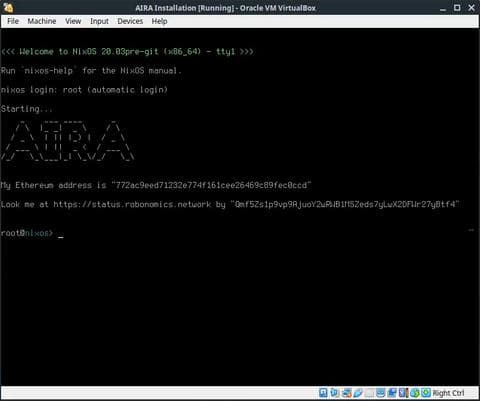 AIRA Installation [Running] - Oracle VM VirtualBox
File Machine View Input Devices Help
<<< Welcome to NixOS 20.03pre-git (x86_64) - tty1 >>>
Run `nixos-help` for the NixOS manual.
nixos login: root (automatic login)
Starting...
AIRA
My Ethereum address is "772ac9eed71232e774f161cee26469c89fec0ccd"
Look me at https://status.robonomics.network by "Qmf5Zs1p9vp9AjuoY2wRWB1MSZeds7yLwX2DFWr27yBtf4"
root@nixos>
Right Ctrl